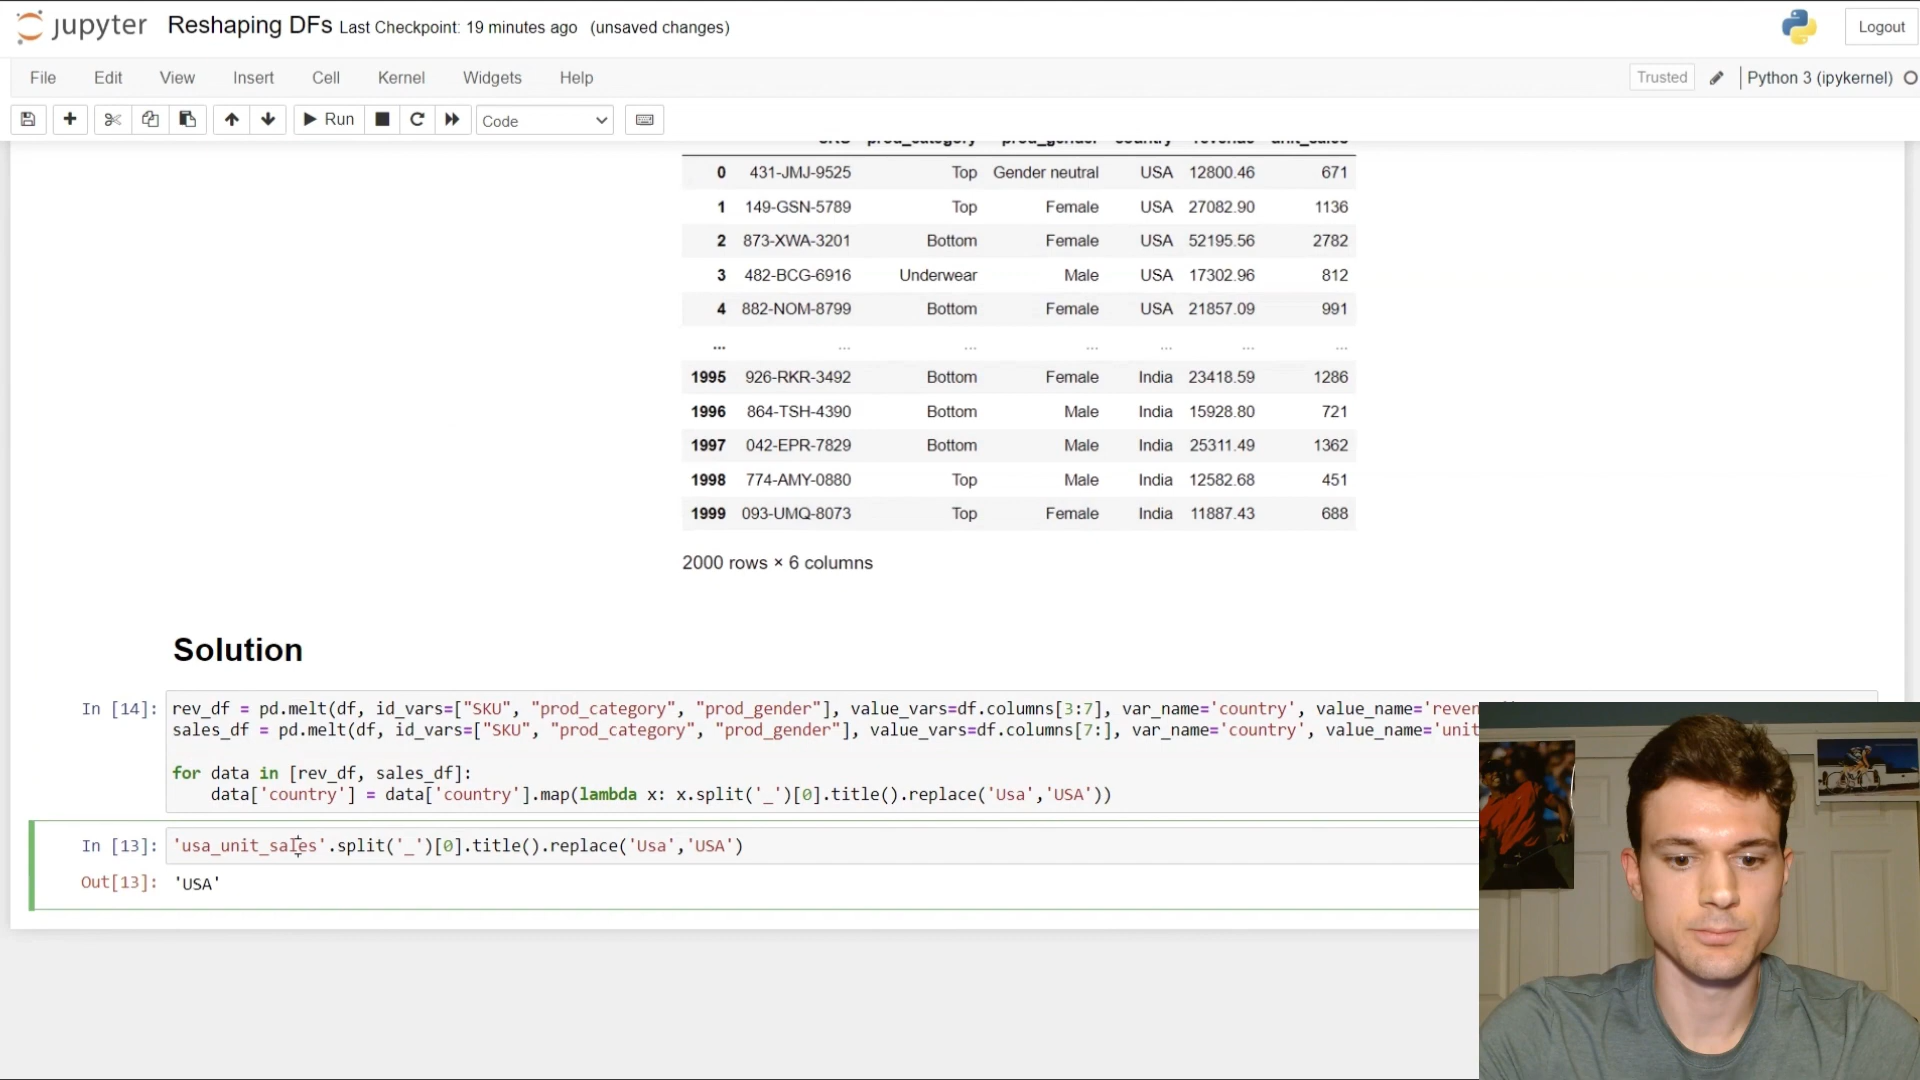 jupyter Reshaping DFs Last Checkpoint: 19 minutes ago (unsaved changes) Logout
File Edit View Insert Cell Kernel Widgets Help Trusted Python 3 (ipykernel)
Run Code
SKU prod_category prod_gender country revenue unit_sales
0 431-JMJ-9525 Top Gender neutral USA 12800.46 671
1 149-GSN-5789 Top Female USA 27082.90 1136
2 873-XWA-3201 Bottom Female USA 52195.56 2782
3 482-BCG-6916 Underwear Male USA 17302.96 812
4 882-NOM-8799 Bottom Female USA 21857.09 991
... ... ... ... ... ... ...
1995 926-RKR-3492 Bottom Female India 23418.59 1286
1996 864-TSH-4390 Bottom Male India 15928.80 721
1997 042-EPR-7829 Bottom Male India 25311.49 1362
1998 774-AMY-0880 Top Male India 12582.68 451
1999 093-UMQ-8073 Top Female India 11887.43 688
2000 rows × 6 columns
Solution
In [14]: rev_df = pd.melt(df, id_vars=["SKU", "prod_category", "prod_gender"], value_vars=df.columns[3:7], var_name='country', value_name='reven
sales_df = pd.melt(df, id_vars=["SKU", "prod_category", "prod_gender"], value_vars=df.columns[7:], var_name='country', value_name='unit
for data in [rev_df, sales_df]:
data['country'] = data['country'].map(lambda x: x.split('_')[0].title().replace('Usa','USA'))
In [13]: 'usa_unit_sales'.split('_')[0].title().replace('Usa','USA')
Out[13]: 'USA'